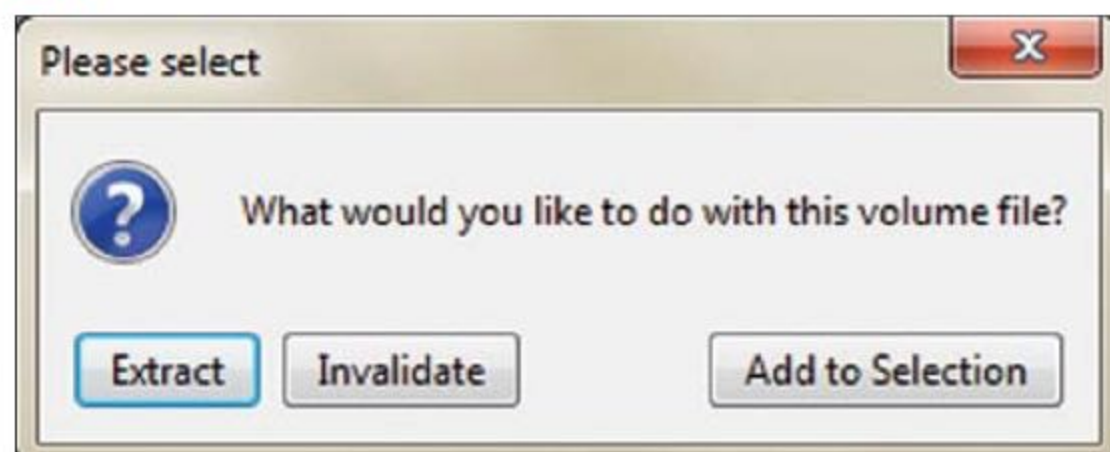 Please select
What would you like to do with this volume file?
Extract Invalidate Add to Selection